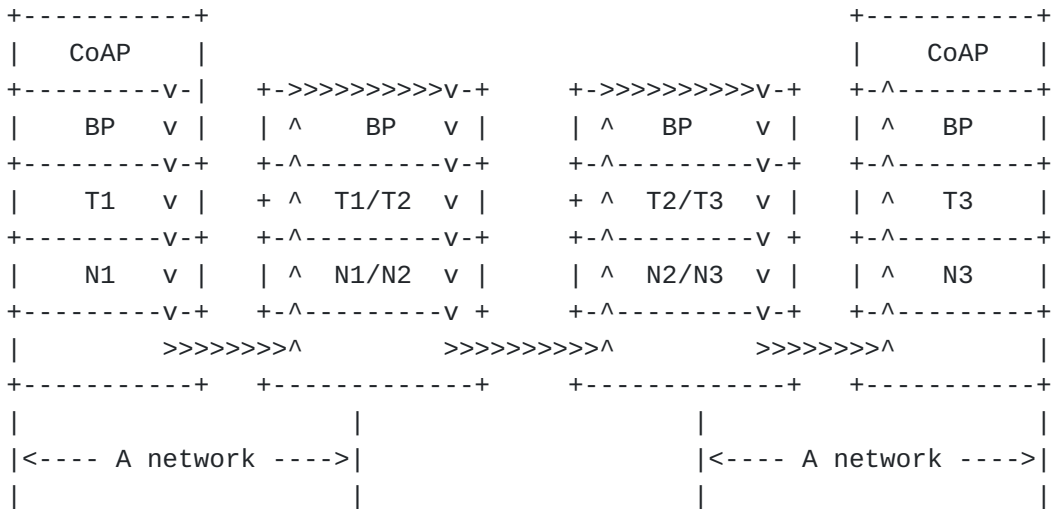 +-----------+                                          +-----------+
|   CoAP    |                                          |    CoAP   |
+---------v-|   +->>>>>>>>>>v-+     +->>>>>>>>>>v-+   +-^---------+
|    BP   v |   | ^    BP   v |     | ^   BP    v |   | ^   BP    |
+---------v-+   +-^---------v-+     +-^---------v-+   +-^---------+
|    T1   v |   + ^  T1/T2  v |     + ^  T2/T3  v |   | ^   T3    |
+---------v-+   +-^---------v-+     +-^---------v +   +-^---------+
|    N1   v |   | ^  N1/N2  v |     | ^  N2/N3  v |   | ^   N3    |
+---------v-+   +-^---------v +     +-^---------v-+   +-^---------+
|         >>>>>>>>^         >>>>>>>>>>^         >>>>>>>>^         |
+-----------+   +-------------+     +-------------+   +-----------+
|                     |                     |                     |
|<---- A network ---->|                     |<---- A network ---->|
|                     |                     |                     |